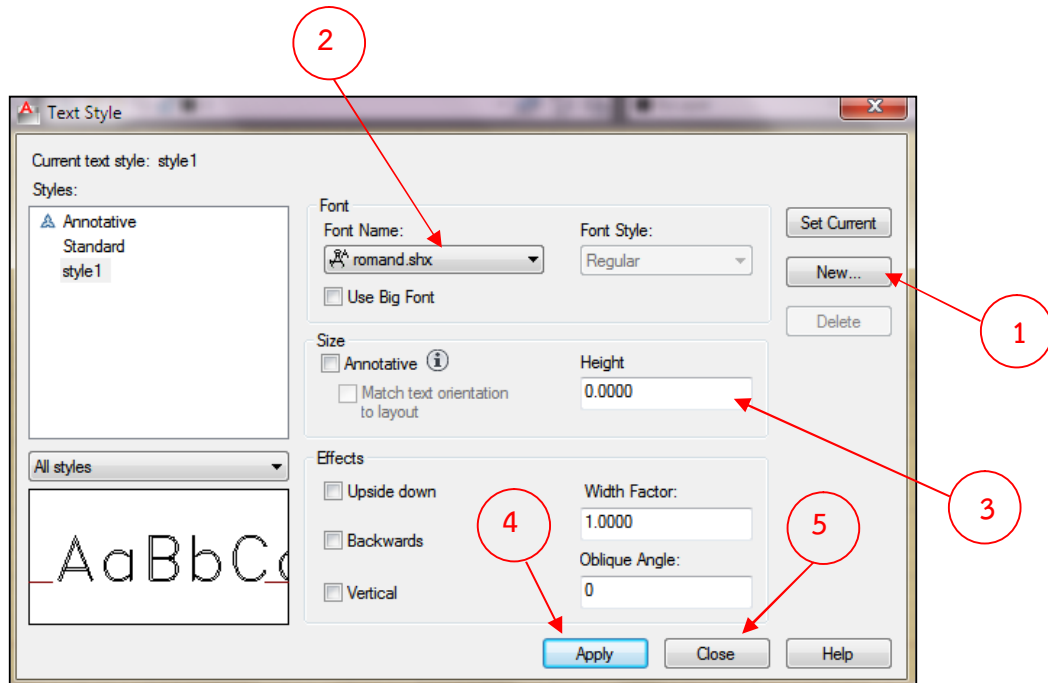 2
Text Style
Current text style: style1
Styles:
Annotative
Standard
style1
All styles
AaBbCc
Font
Font Name:
romand.shx
Use Big Font
Font Style:
Regular
Size
Annotative
Match text orientation
to layout
Height
0.0000
Effects
Upside down
Backwards
Vertical
Width Factor:
1.0000
Oblique Angle:
0
Set Current
New...
Delete
1
3
4
5
Apply
Close
Help